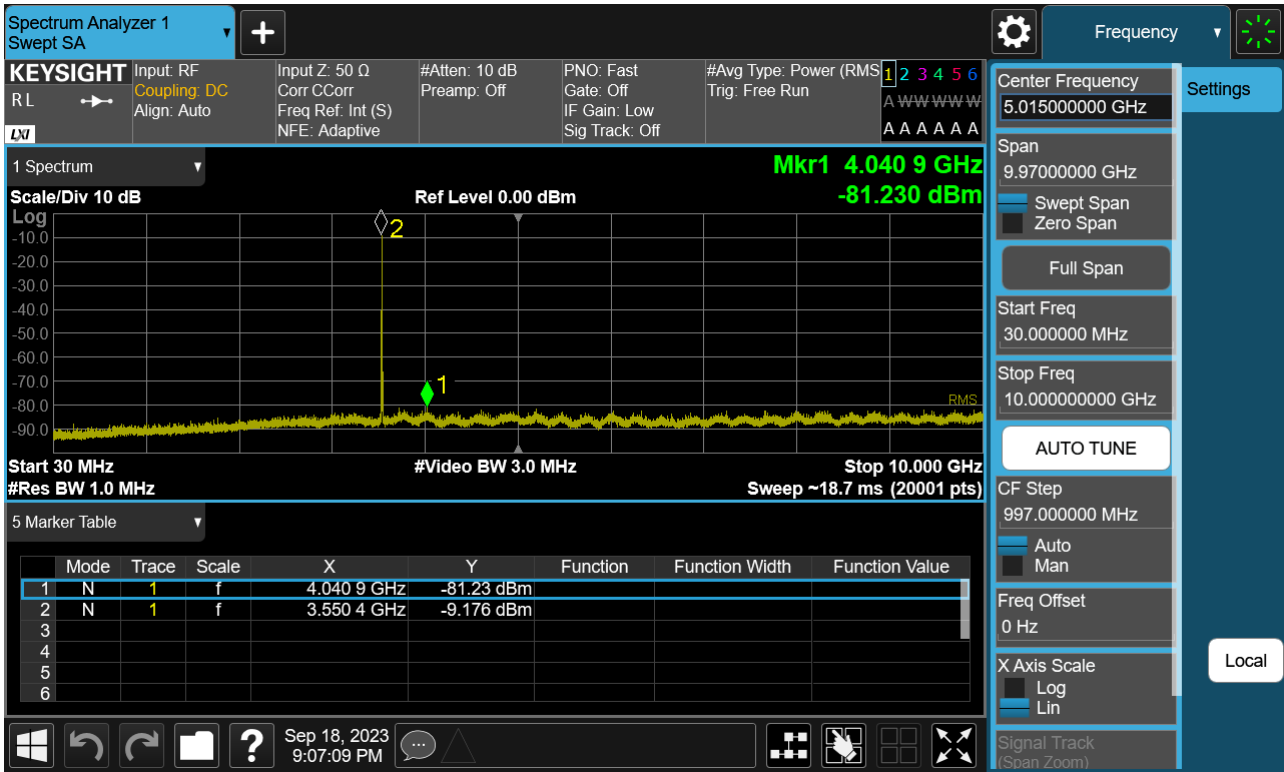 Spectrum Analyzer 1
Swept SA
+
Frequency
KEYSIGHT
RL
LXI
Input: RF
Coupling: DC
Align: Auto
Input Z: 50 Ω
Corr CCorr
Freq Ref: Int (S)
NFE: Adaptive
#Atten: 10 dB
Preamp: Off
PNO: Fast
Gate: Off
IF Gain: Low
Sig Track: Off
#Avg Type: Power (RMS
Trig: Free Run
1 2 3 4 5 6
A W W W W W
A A A A A A
1 Spectrum
Mkr1 4.040 9 GHz
-81.230 dBm
Scale/Div 10 dB
Ref Level 0.00 dBm
Log
-10.0
-20.0
-30.0
-40.0
-50.0
-60.0
-70.0
-80.0
-90.0
2
1
RMS
Start 30 MHz
#Video BW 3.0 MHz
Stop 10.000 GHz
#Res BW 1.0 MHz
Sweep ~18.7 ms (20001 pts)
5 Marker Table
Mode Trace Scale X Y Function Function Width Function Value
1 N 1 f 4.040 9 GHz -81.23 dBm
2 N 1 f 3.550 4 GHz -9.176 dBm
3
4
5
6
Center Frequency
5.015000000 GHz
Span
9.97000000 GHz
Swept Span
Zero Span
Full Span
Start Freq
30.000000 MHz
Stop Freq
10.000000000 GHz
AUTO TUNE
CF Step
997.000000 MHz
Auto
Man
Freq Offset
0 Hz
X Axis Scale
Log
Lin
Signal Track
(Span Zoom)
Settings
Local
?
Sep 18, 2023
9:07:09 PM